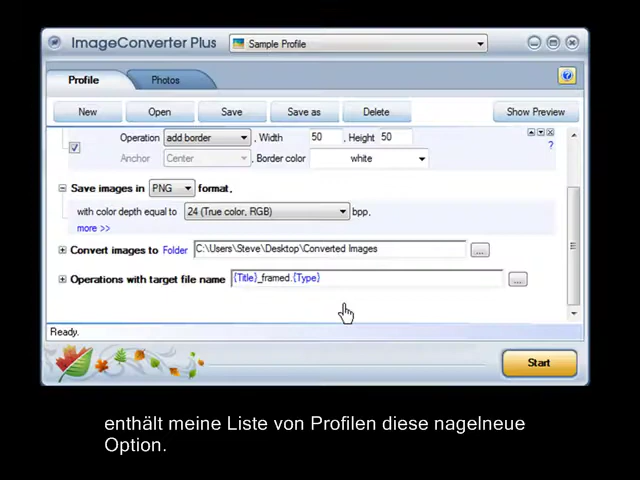 ImageConverter Plus Sample Profile
Profile Photos
New Open Save Save as Delete Show Preview
Operation add border , Width 50 , Height 50
?
Anchor Center , Border color white
Save images in PNG format,
with color depth equal to 24 (True color, RGB) bpp,
more >>
Convert images to Folder C:\Users\Steve\Desktop\Converted Images ...
Operations with target file name {Title}_framed.{Type} ...
Ready.
Start
enthält meine Liste von Profilen diese nagelneue
Option.